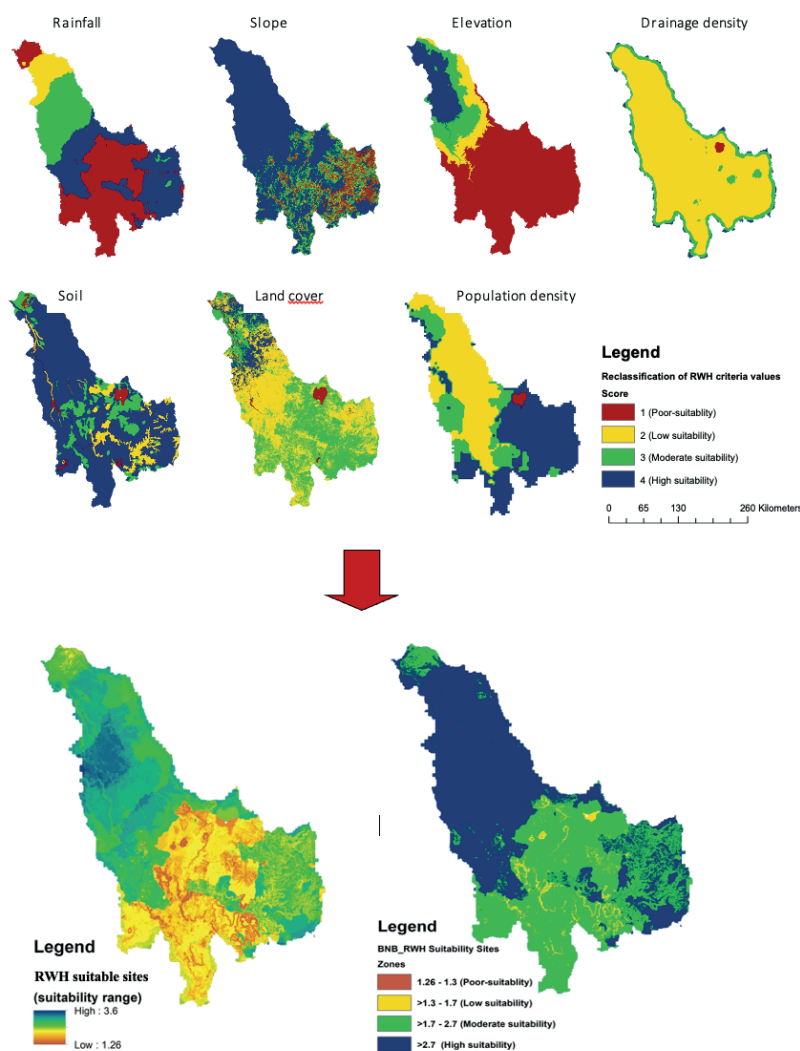 Rainfall
Slope
Elevation
Drainage density
Soil
Land cover
Population density
Legend
Reclassification of RWH criteria values
Score
1 (Poor-suitablity)
2 (Low suitability)
3 (Moderate suitability)
4 (High suitability)
0 65 130 260 Kilometers
Legend
RWH suitable sites
(suitability range)
High : 3.6
Low : 1.26
Legend
BNB_RWH Suitability Sites
Zones
1.26 - 1.3 (Poor-suitablity)
>1.3 - 1.7 (Low suitability)
>1.7 - 2.7 (Moderate suitability)
>2.7 (High suitability)